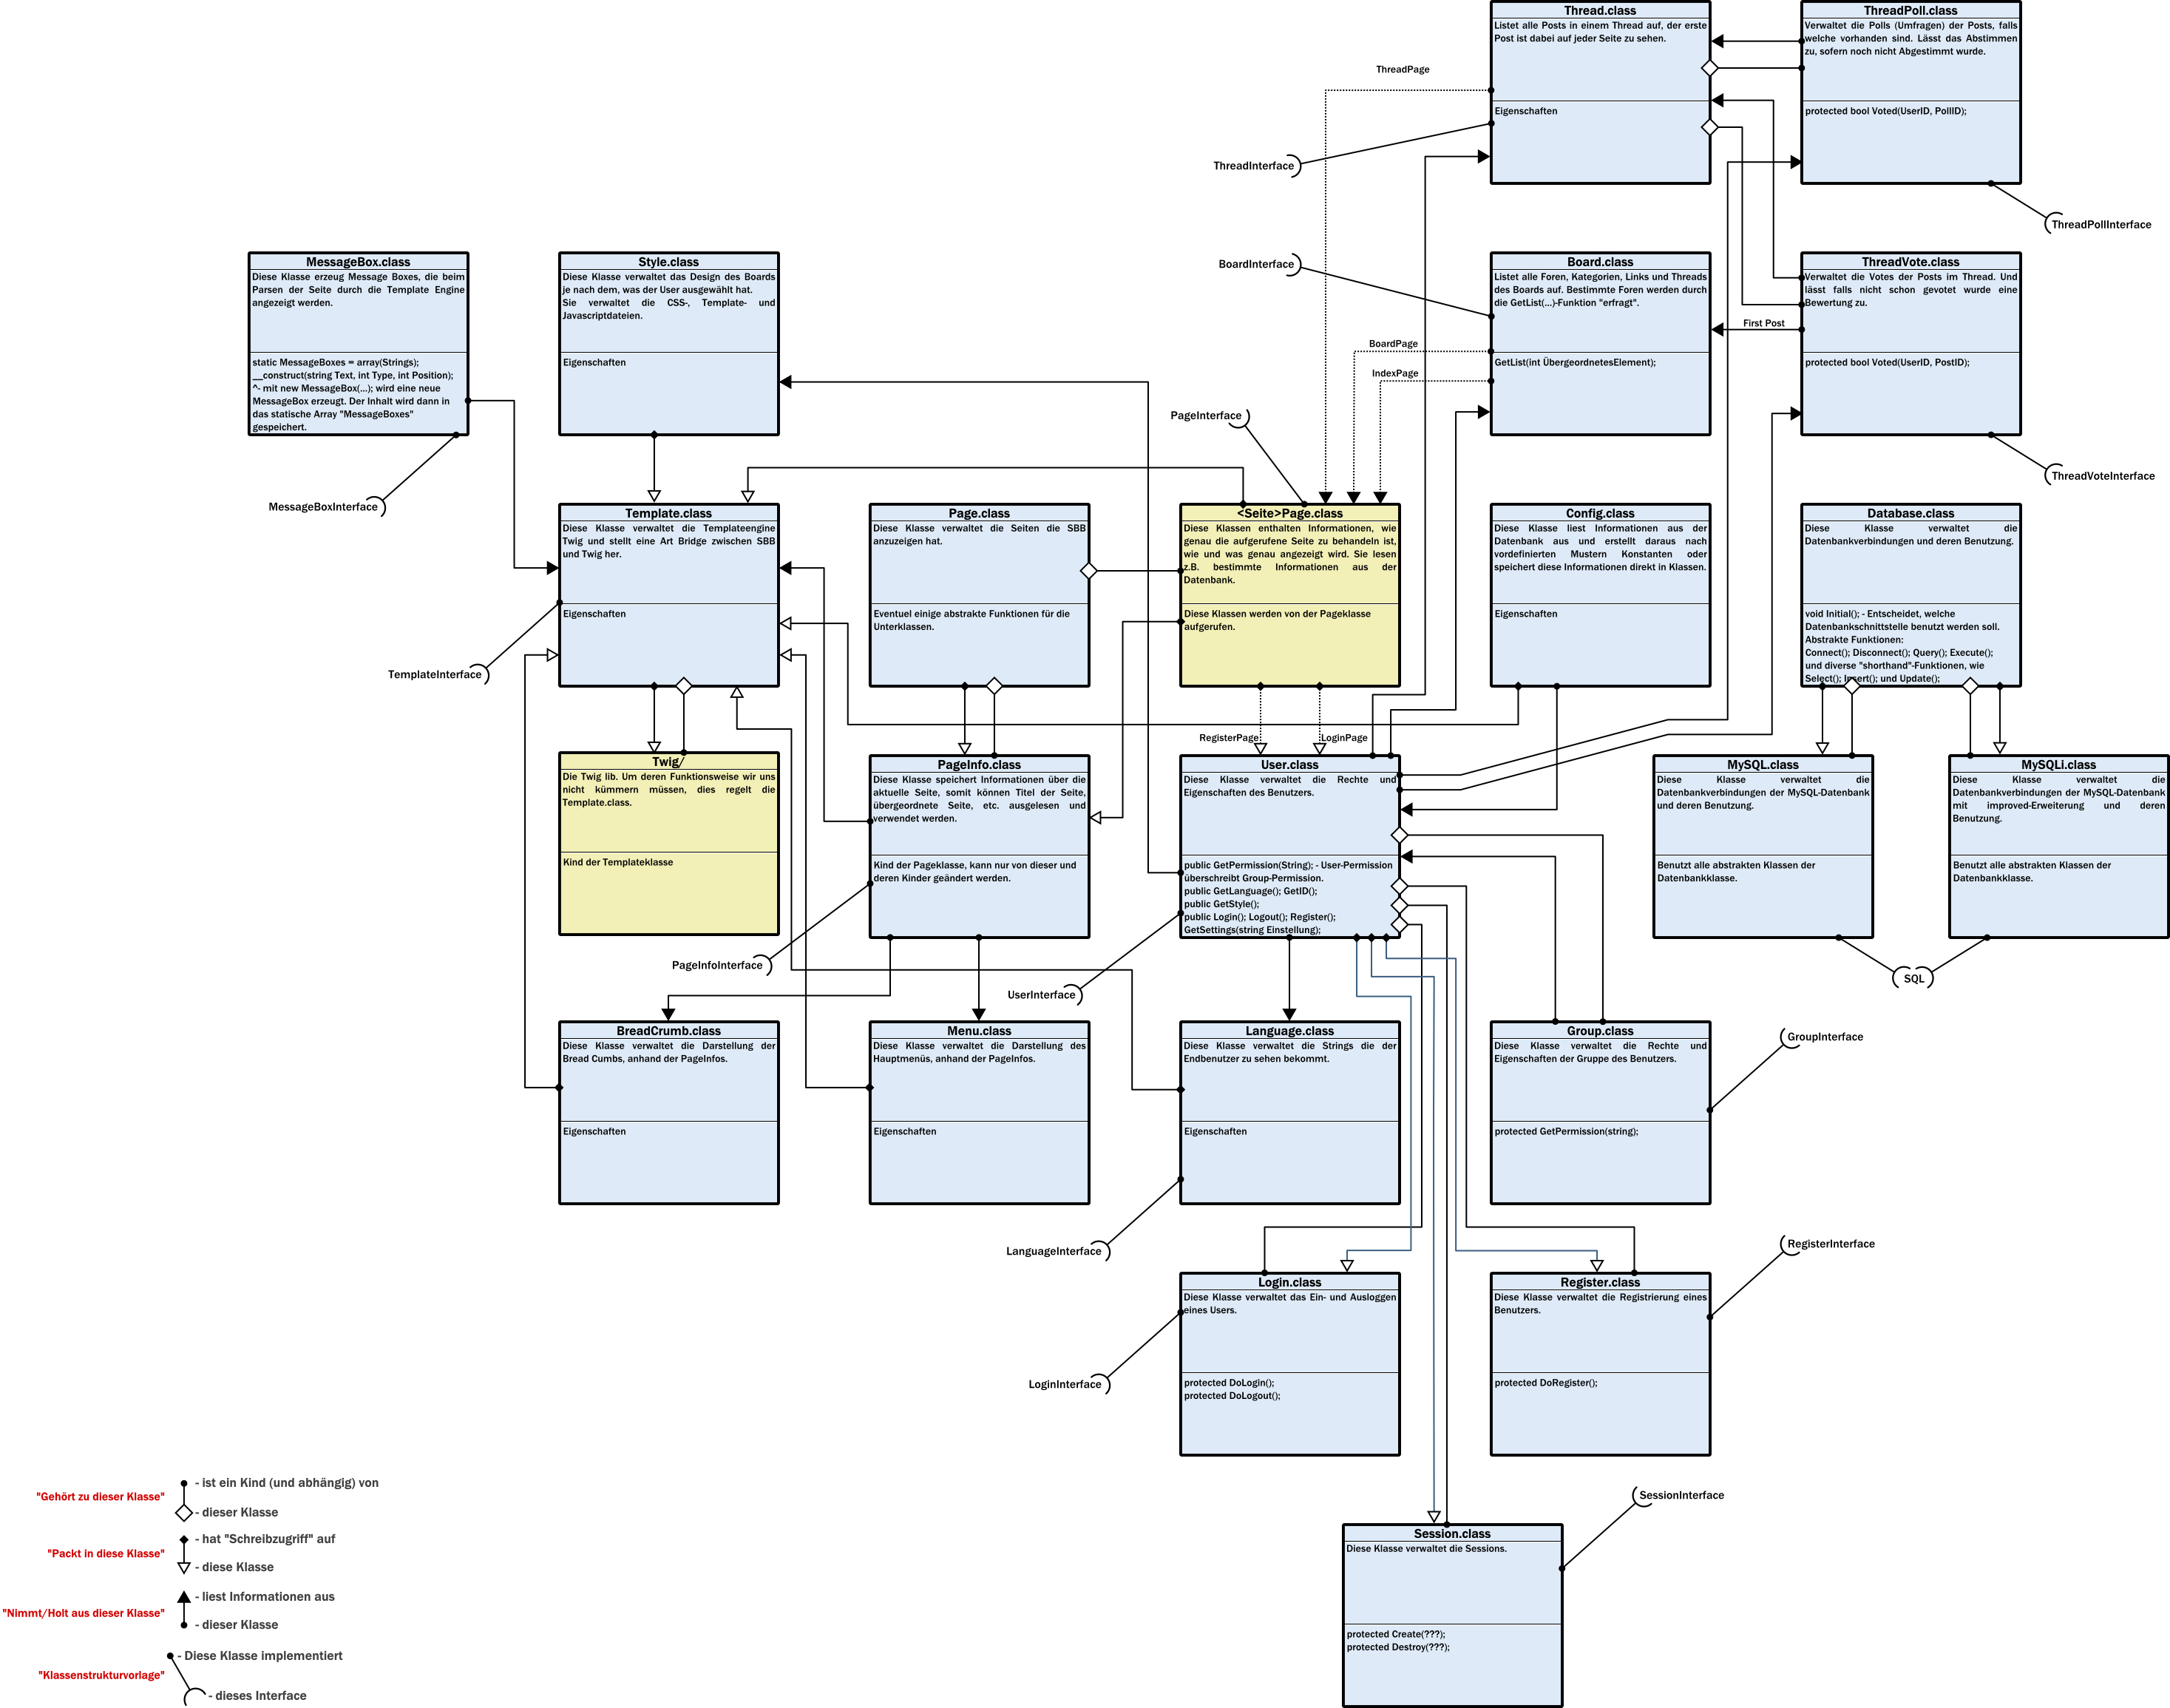 Thread.class
Listet alle Posts in einem Thread auf, der erste
Post ist dabei auf jeder Seite zu sehen.
Eigenschaften
ThreadPoll.class
Verwaltet die Polls (Umfragen) der Posts, falls
welche vorhanden sind. Lässt das Abstimmen
zu, sofern noch nicht Abgestimmt wurde.
protected bool Voted(UserID, PollID);
ThreadPage
ThreadInterface
ThreadPollInterface
MessageBox.class
Diese Klasse erzeug Message Boxes, die beim
Parsen der Seite durch die Template Engine
angezeigt werden.
static MessageBoxes = array(Strings);
__construct(string Text, int Type, int Position);
^- mit new MessageBox(...); wird eine neue
MessageBox erzeugt. Der Inhalt wird dann in
das statische Array "MessageBoxes"
gespeichert.
Style.class
Diese Klasse verwaltet das Design des Boards
je nach dem, was der User ausgewählt hat.
Sie verwaltet die CSS-, Template- und
Javascriptdateien.
Eigenschaften
BoardInterface
Board.class
Listet alle Foren, Kategorien, Links und Threads
des Boards auf. Bestimmte Foren werden durch
die GetList(...)-Funktion "erfragt".
GetList(int ÜbergeordnetesElement);
ThreadVote.class
Verwaltet die Votes der Posts im Thread. Und
lässt falls nicht schon gevotet wurde eine
Bewertung zu.
protected bool Voted(UserID, PostID);
First Post
BoardPage
IndexPage
PageInterface
MessageBoxInterface
ThreadVoteInterface
Template.class
Diese Klasse verwaltet die Templateengine
Twig und stellt eine Art Bridge zwischen SBB
und Twig her.
Eigenschaften
Page.class
Diese Klasse verwaltet die Seiten die SBB
anzuzeigen hat.
Eventuel einige abstrakte Funktionen für die
Unterklassen.
<Seite>Page.class
Diese Klassen enthalten Informationen, wie
genau die aufgerufene Seite zu behandeln ist,
wie und was genau angezeigt wird. Sie lesen
z.B. bestimmte Informationen aus der
Datenbank.
Diese Klassen werden von der Pageklasse
aufgerufen.
Config.class
Diese Klasse liest Informationen aus der
Datenbank aus und erstellt daraus nach
vordefinierten Mustern Konstanten oder
speichert diese Informationen direkt in Klassen.
Eigenschaften
Database.class
Diese Klasse verwaltet die
Datenbankverbindungen und deren Benutzung.
void Initial(); - Entscheidet, welche
Datenbankschnittstelle benutzt werden soll.
Abstrakte Funktionen:
Connect(); Disconnect(); Query(); Execute();
und diverse "shorthand"-Funktionen, wie
Select(); Insert(); und Update();
TemplateInterface
RegisterPage
LoginPage
Twig/
Die Twig lib. Um deren Funktionsweise wir uns
nicht kümmern müssen, dies regelt die
Template.class.
Kind der Templateklasse
PageInfo.class
Diese Klasse speichert Informationen über die
aktuelle Seite, somit können Titel der Seite,
übergeordnete Seite, etc. ausgelesen und
verwendet werden.
Kind der Pageklasse, kann nur von dieser und
deren Kinder geändert werden.
User.class
Diese Klasse verwaltet die Rechte und
Eigenschaften des Benutzers.
public GetPermission(String); - User-Permission
überschreibt Group-Permission.
public GetLanguage(); GetID();
public GetStyle();
public Login(); Logout(); Register();
GetSettings(string Einstellung);
MySQL.class
Diese Klasse verwaltet die
Datenbankverbindungen der MySQL-Datenbank
und deren Benutzung.
Benutzt alle abstrakten Klassen der
Datenbankklasse.
MySQLi.class
Diese Klasse verwaltet die
Datenbankverbindungen der MySQL-Datenbank
mit improved-Erweiterung und deren
Benutzung.
Benutzt alle abstrakten Klassen der
Datenbankklasse.
PageInfoInterface
UserInterface
SQL
BreadCrumb.class
Diese Klasse verwaltet die Darstellung der
Bread Cumbs, anhand der PageInfos.
Eigenschaften
Menu.class
Diese Klasse verwaltet die Darstellung des
Hauptmenüs, anhand der PageInfos.
Eigenschaften
Language.class
Diese Klasse verwaltet die Strings die der
Endbenutzer zu sehen bekommt.
Eigenschaften
Group.class
Diese Klasse verwaltet die Rechte und
Eigenschaften der Gruppe des Benutzers.
protected GetPermission(string);
GroupInterface
LanguageInterface
RegisterInterface
Login.class
Diese Klasse verwaltet das Ein- und Ausloggen
eines Users.
protected DoLogin();
protected DoLogout();
Register.class
Diese Klasse verwaltet die Registrierung eines
Benutzers.
protected DoRegister();
LoginInterface
SessionInterface
Session.class
Diese Klasse verwaltet die Sessions.
protected Create(???);
protected Destroy(???);
"Gehört zu dieser Klasse"
- ist ein Kind (und abhängig) von
- dieser Klasse
"Packt in diese Klasse"
- hat "Schreibzugriff" auf
- diese Klasse
"Nimmt/Holt aus dieser Klasse"
- liest Informationen aus
- dieser Klasse
"Klassenstrukturvorlage"
- Diese Klasse implementiert
- dieses Interface